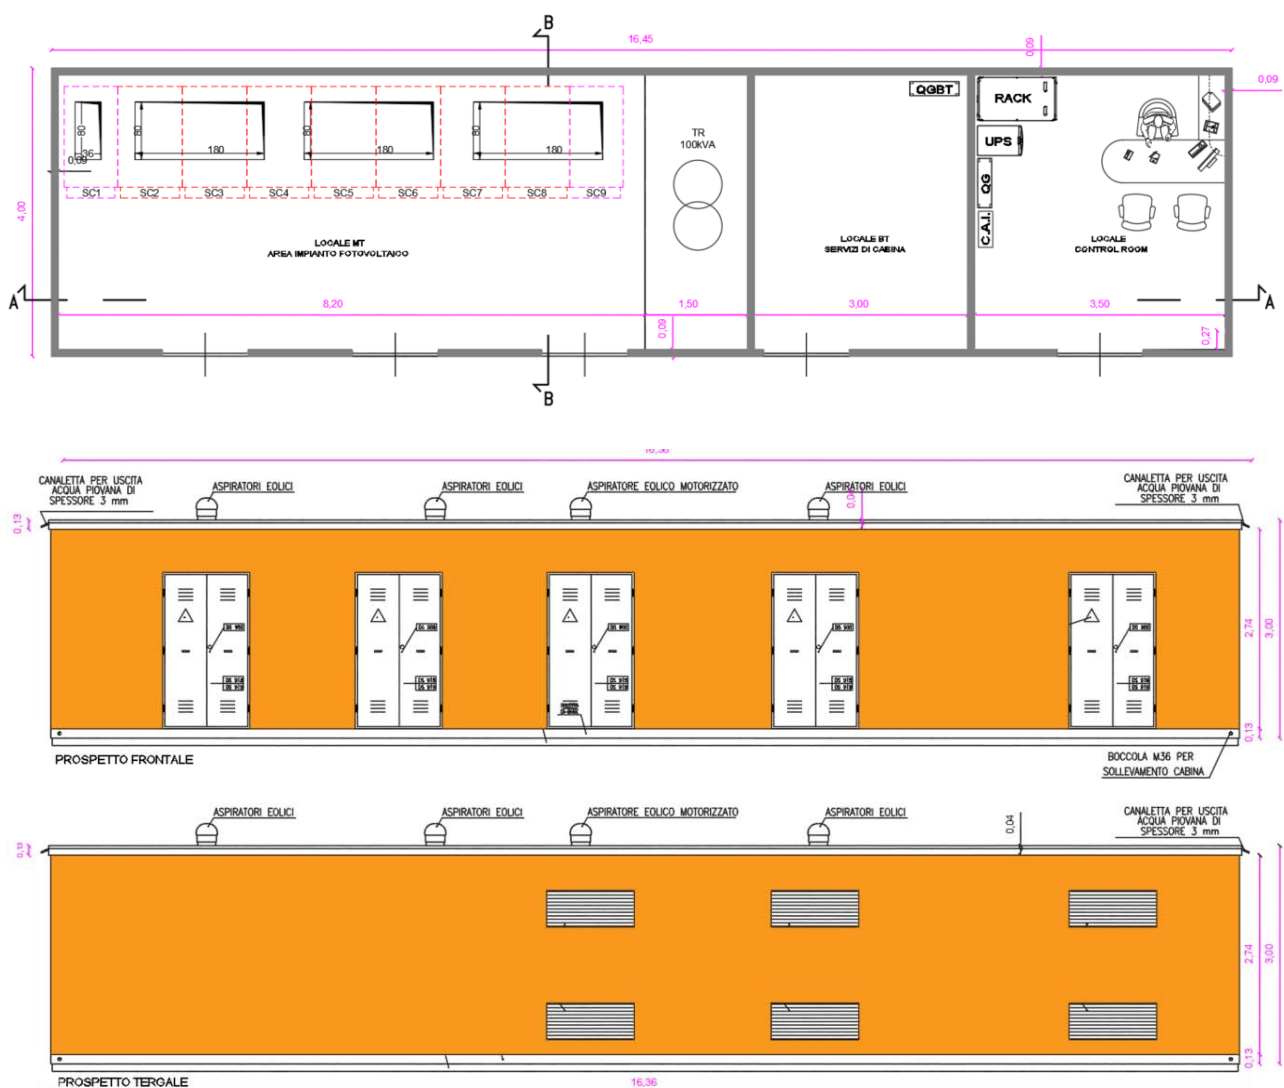 B
16,45
0,09
0,09
4,00
80
36
0,09
80
180
80
180
80
180
SC1
SC2
SC3
SC4
SC5
SC6
SC7
SC8
SC9
TR
100kVA
QGBT
RACK
UPS
QG
C.A.I.
LOCALE MT
AREA IMPIANTO FOTOVOLTAICO
LOCALE BT
SERVIZI DI CABINA
LOCALE
CONTROL ROOM
A
8,20
1,50
3,00
3,50
A
0,09
0,27
B
CANALETTA PER USCITA
ACQUA PIOVANA DI
SPESSORE 3 mm
ASPIRATORI EOLICI
ASPIRATORI EOLICI
ASPIRATORE EOLICO MOTORIZZATO
ASPIRATORI EOLICI
CANALETTA PER USCITA
ACQUA PIOVANA DI
SPESSORE 3 mm
0,13
2,74
3,00
0,13
PROSPETTO FRONTALE
BOCCOLA M36 PER
SOLLEVAMENTO CABINA
ASPIRATORI EOLICI
ASPIRATORI EOLICI
ASPIRATORE EOLICO MOTORIZZATO
ASPIRATORI EOLICI
0,04
CANALETTA PER USCITA
ACQUA PIOVANA DI
SPESSORE 3 mm
0,13
2,74
3,00
0,13
PROSPETTO TERGALE
16,36